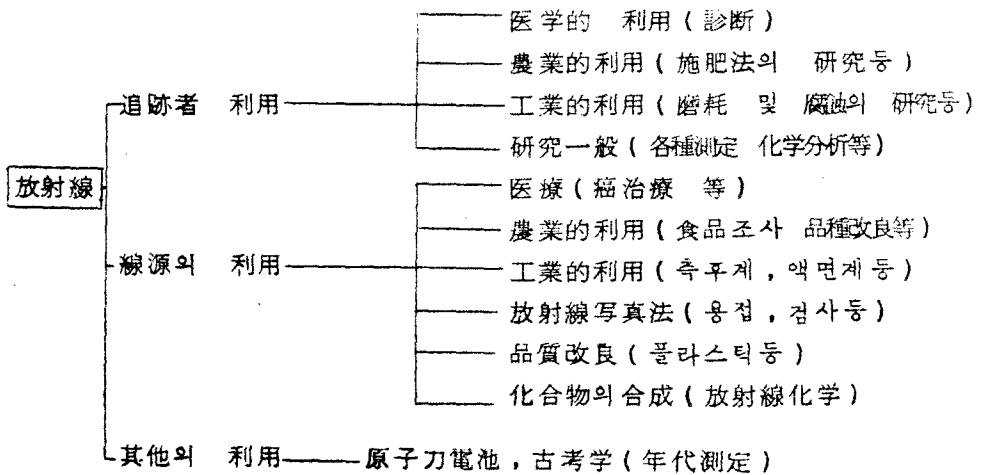 医学的 利用 ( 診断 )
農業的利用 ( 施肥法의 研究등 )
追跡者 利用
工業的利用 ( 磨耗 및 腐蝕의 研究등 )
研究一般 ( 各種測定 化学分析等 )
放射線
医療 ( 癌治療 等 )
農業的利用 ( 食品조사 品種改良等 )
線源의 利用
工業的利用 ( 측후계 , 액면계등 )
放射線写真法 ( 용접 , 검사등 )
品質改良 ( 플라스틱등 )
化合物의合成 ( 放射線化学 )
其他의 利用 原子力電池 , 古考学 ( 年代測定 )